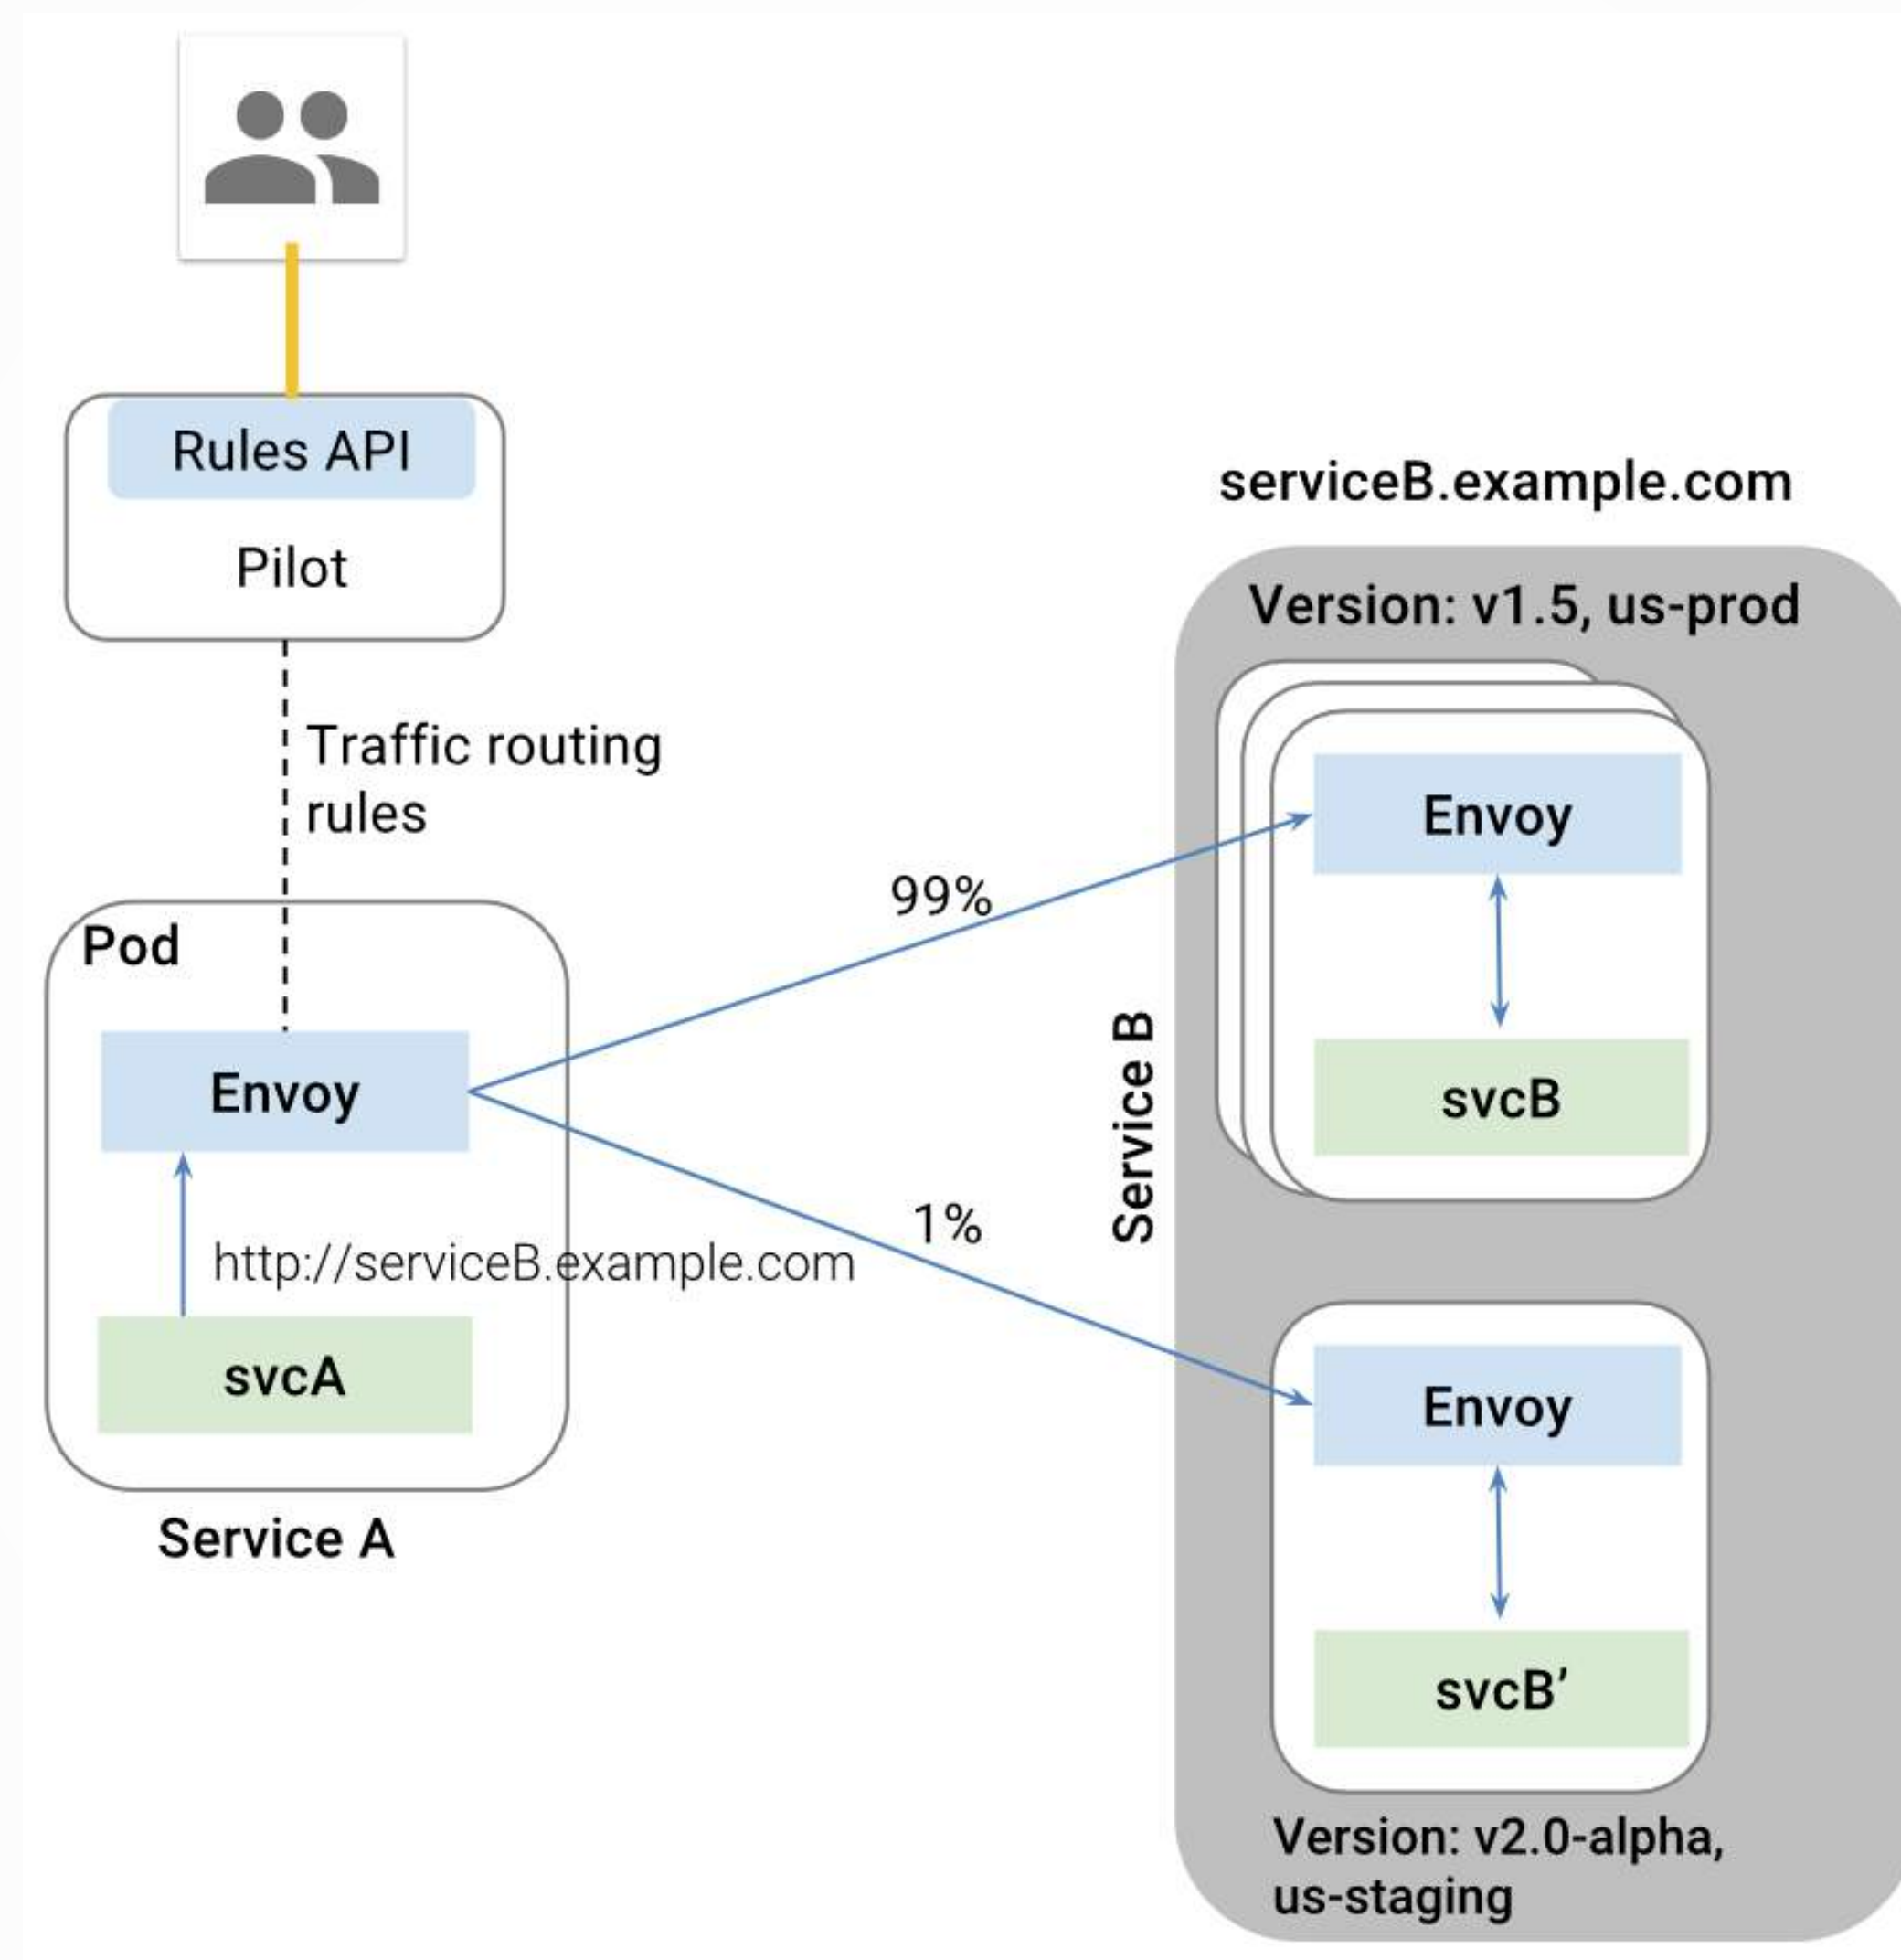 Rules API
Pilot
Traffic routing
rules
Pod
Envoy
http://serviceB.example.com
svcA
Service A
99%
1%
serviceB.example.com
Service B
Version: v1.5, us-prod
Envoy
svcB
Envoy
svcB’
Version: v2.0-alpha,
us-staging